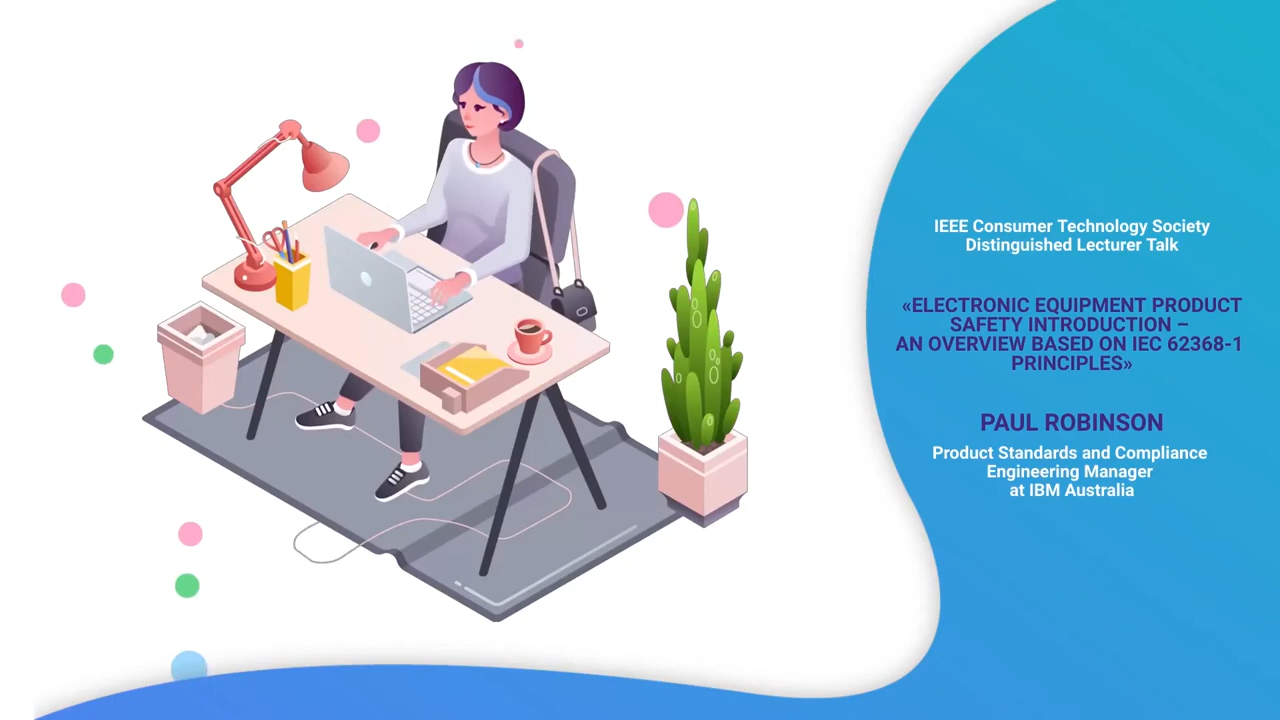 IEEE Consumer Technology Society
Distinguished Lecturer Talk
«ELECTRONIC EQUIPMENT PRODUCT
SAFETY INTRODUCTION –
AN OVERVIEW BASED ON IEC 62368-1
PRINCIPLES»
PAUL ROBINSON
Product Standards and Compliance
Engineering Manager
at IBM Australia